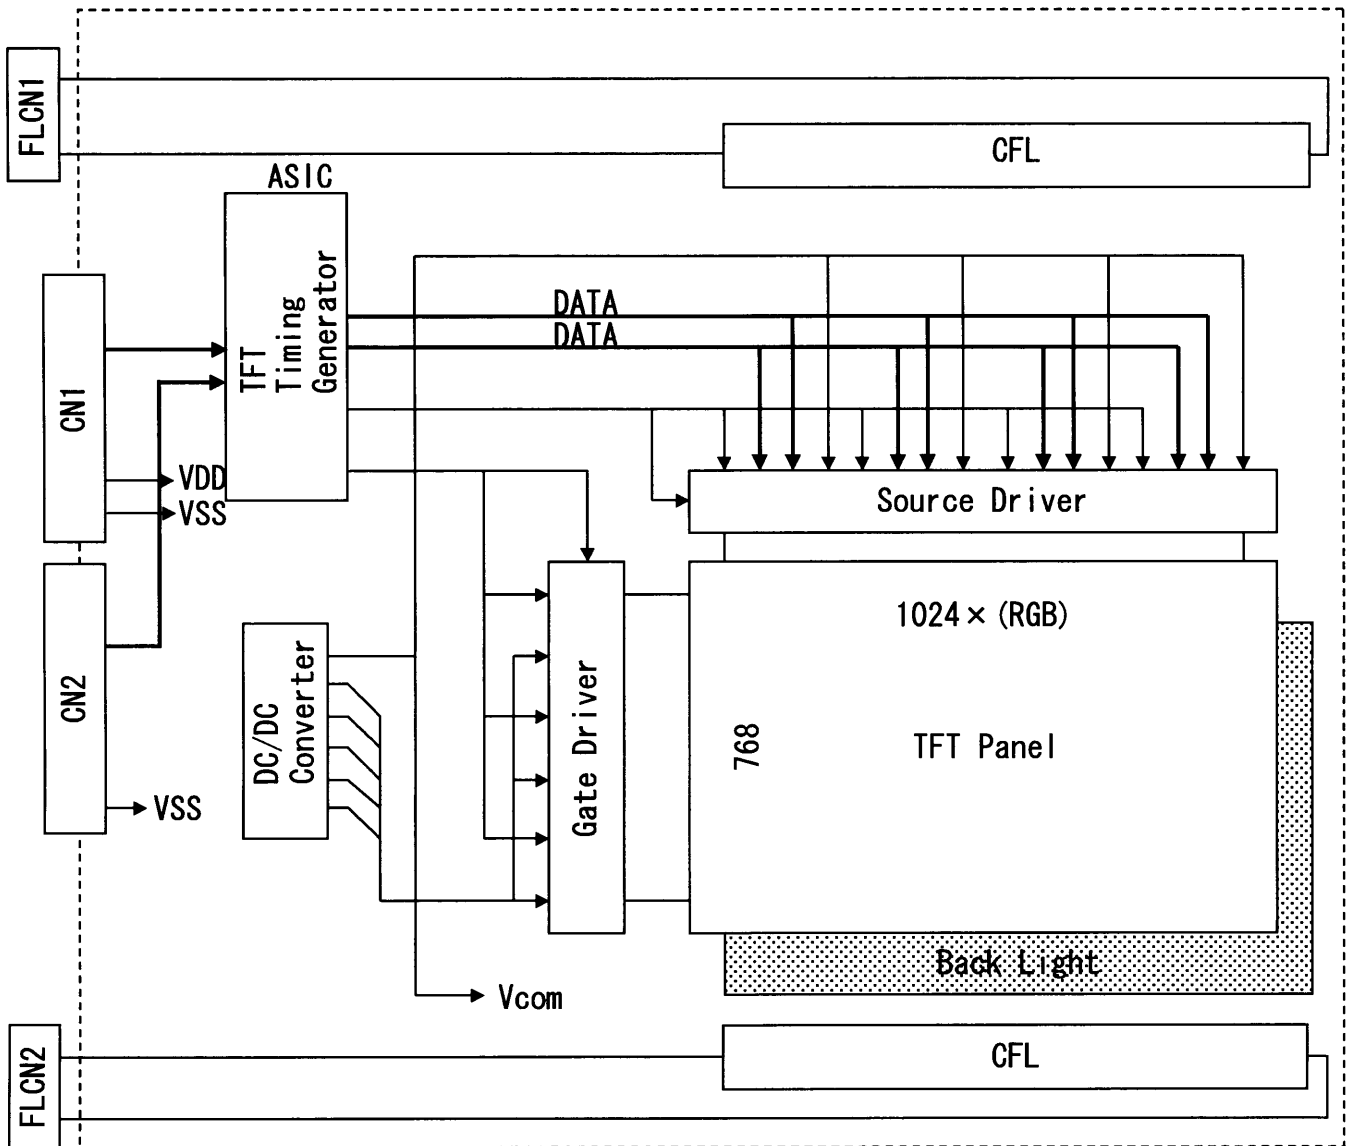 FLCN1
CFL
ASIC
TFT
Timing
Generator
DATA
DATA
CN1
VDD
VSS
Source Driver
1024×(RGB)
CN2
DC/DC
Converter
Gate Driver
768
TFT Panel
VSS
Back Light
Vcom
FLCN2
CFL